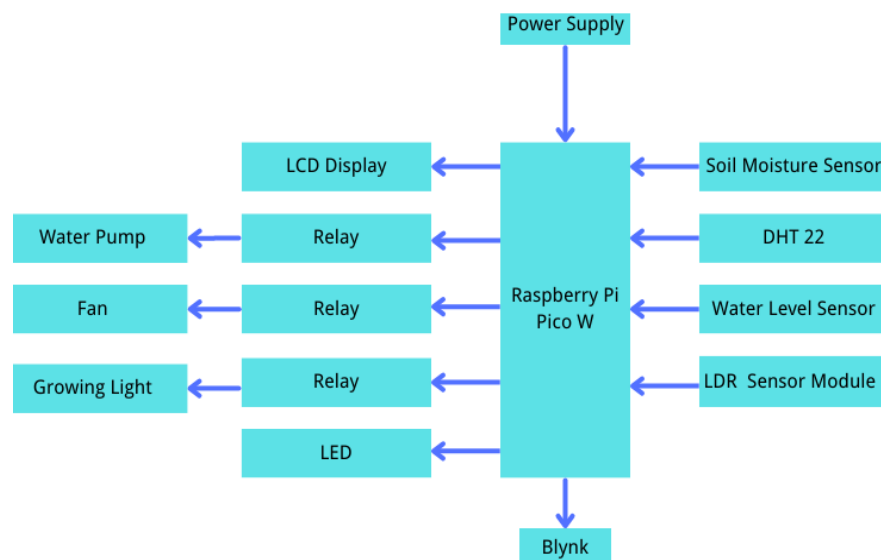 Power Supply
LCD Display
Soil Moisture Sensor
Water Pump
Relay
DHT 22
Raspberry Pi
Pico W
Fan
Relay
Water Level Sensor
Growing Light
Relay
LDR Sensor Module
LED
Blynk